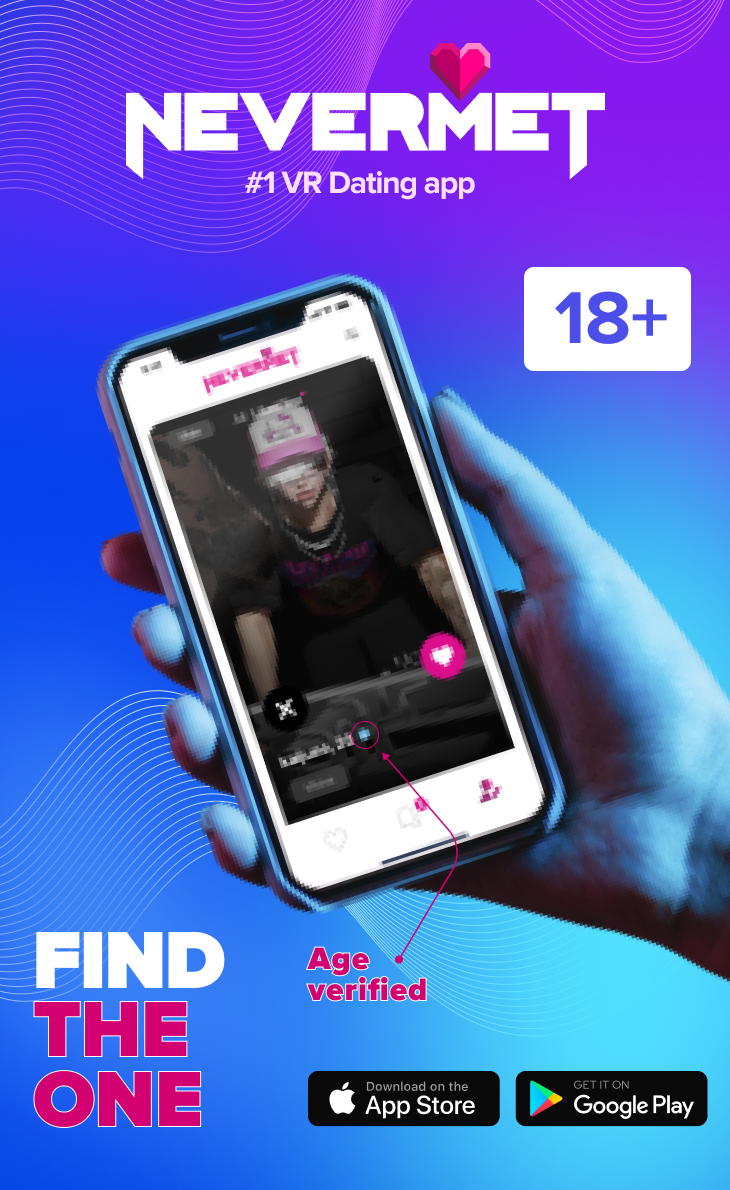 NEVERMET
#1 VR Dating app
18+
NEVERMET
FIND
THE
ONE
Age
verified
Download on the
App Store
GET IT ON
Google Play